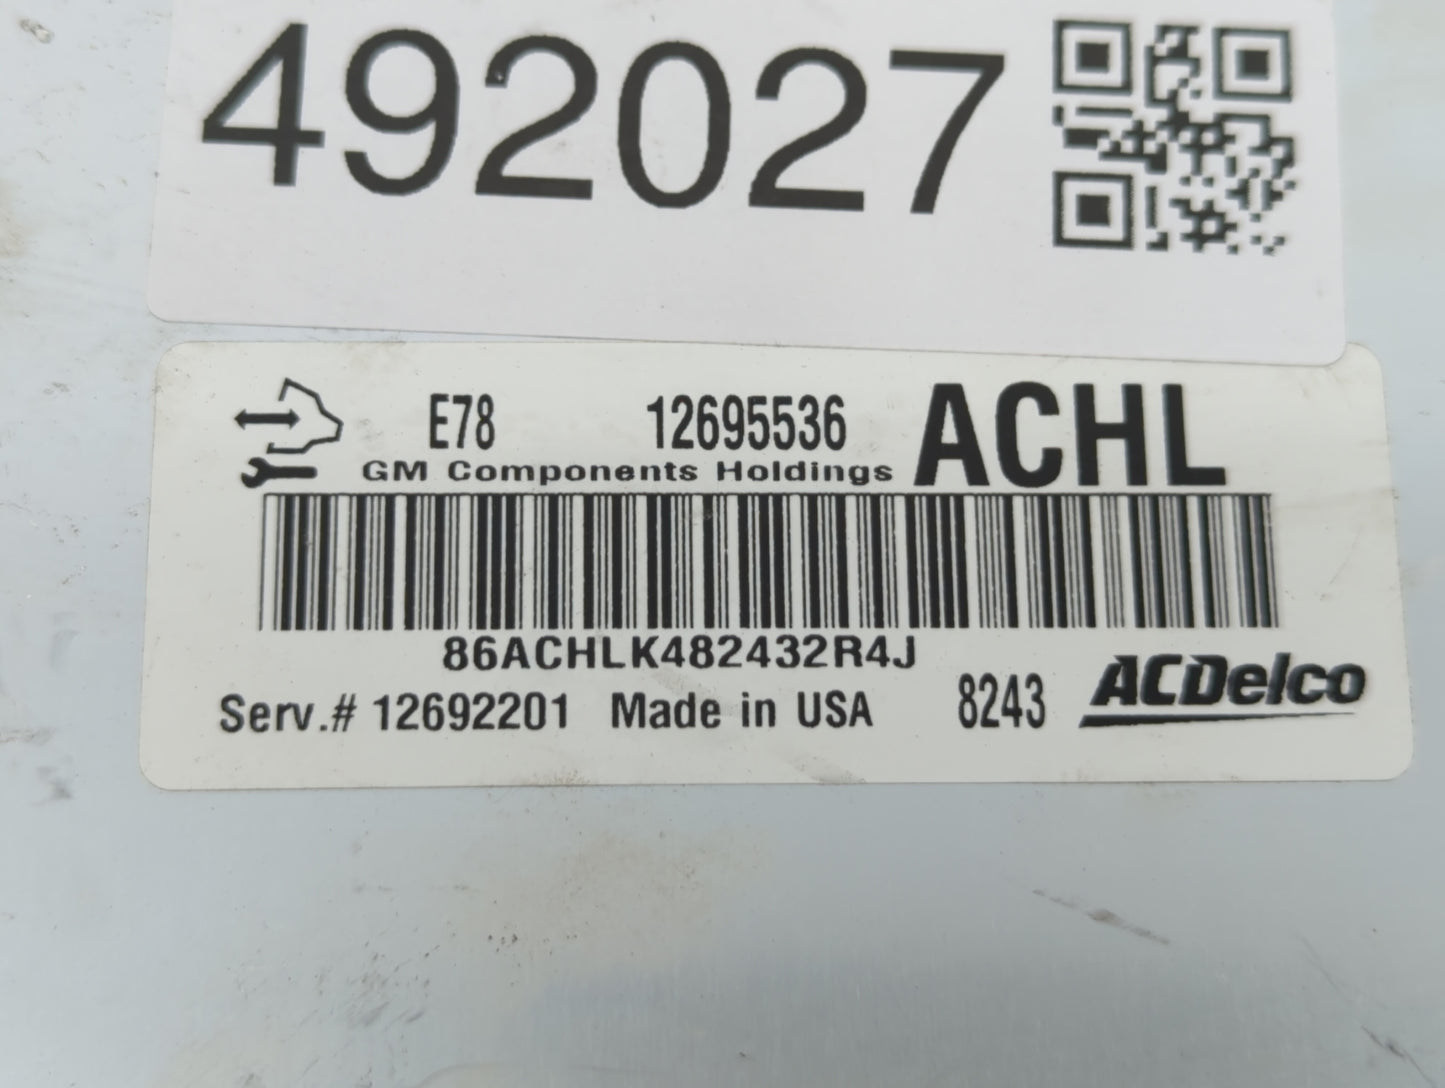 492027
E78 12695536 ACHL
GM Components Holdings
86ACHLK482432R4J
Serv.# 12692201 Made in USA 8243 ACDelco